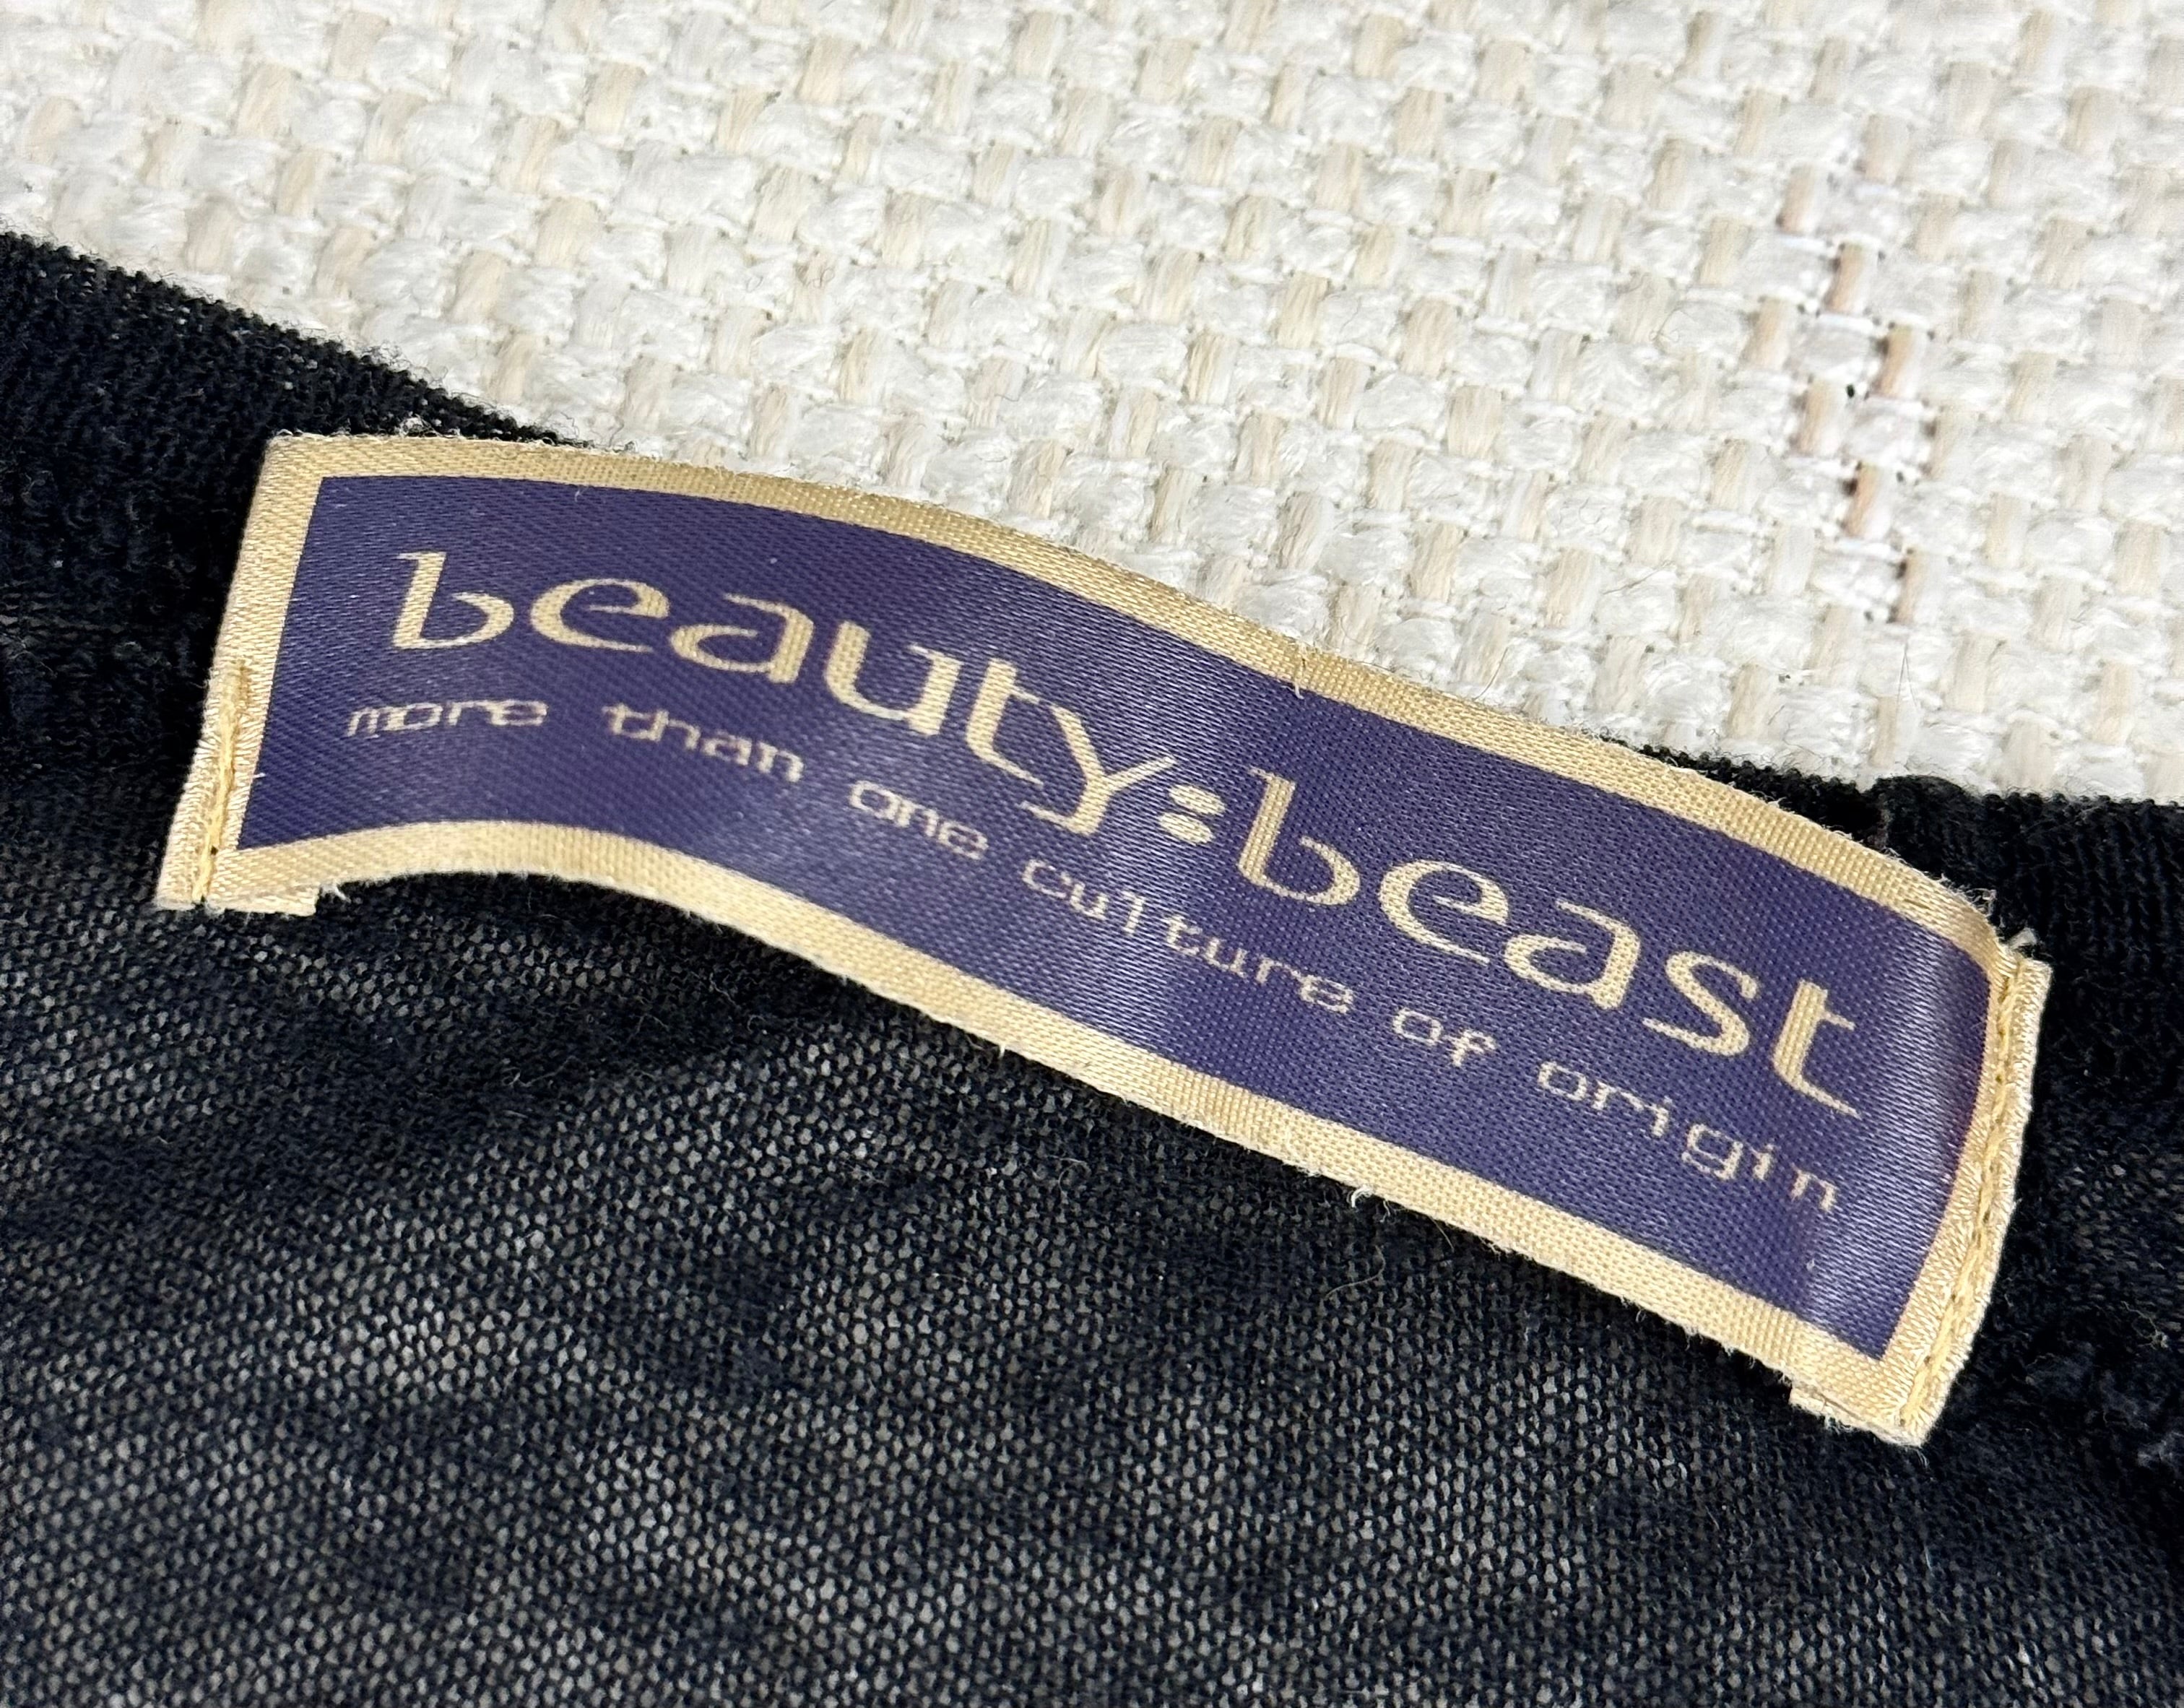 beauty:beast
more than one culture of origin